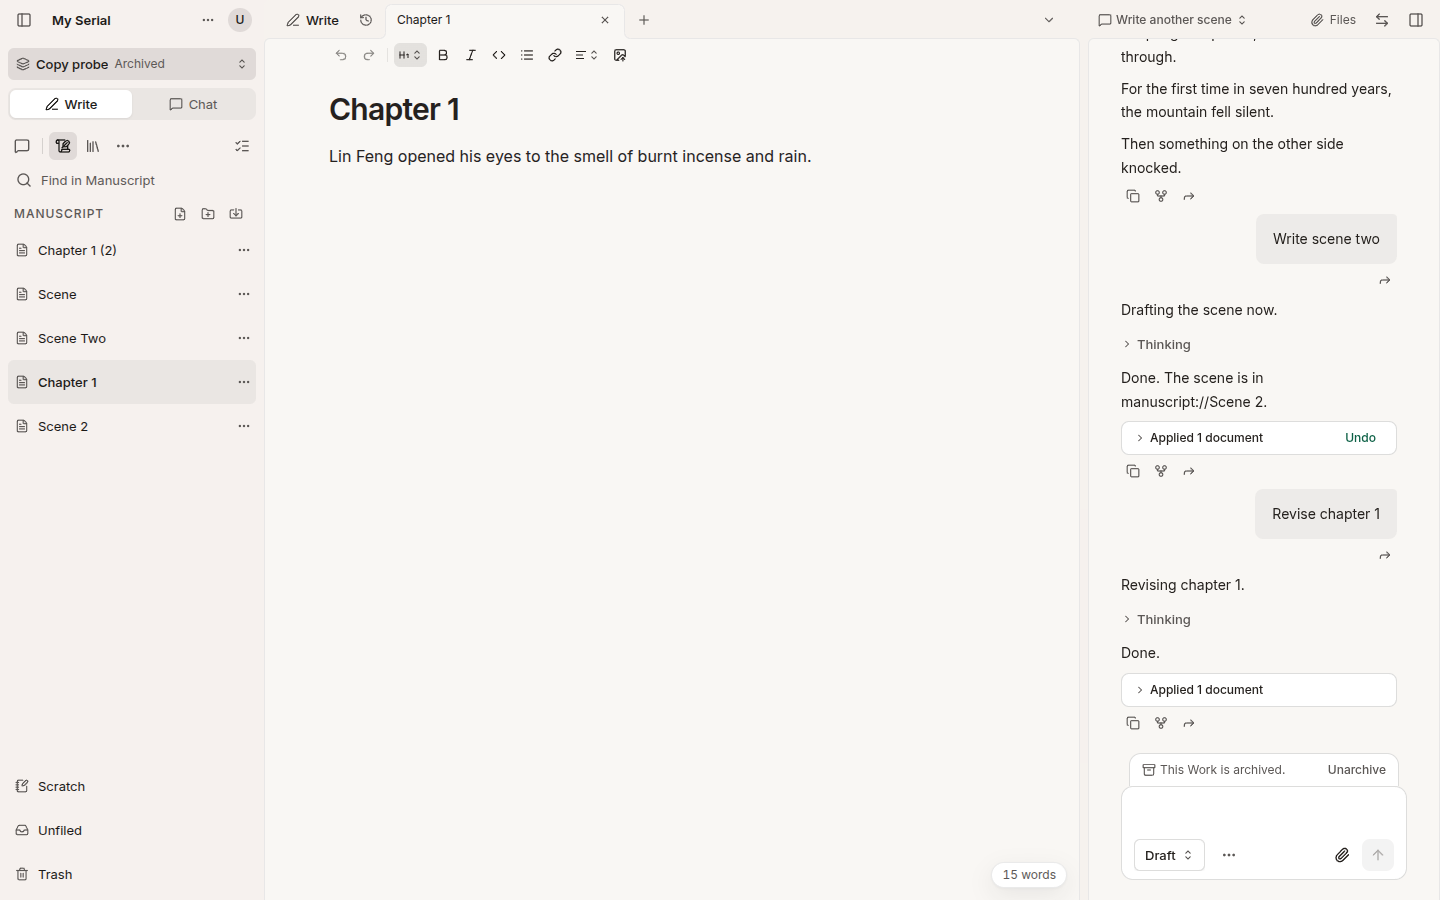 My Serial
U
Copy probe Archived
Write
Chat
Find in Manuscript
MANUSCRIPT
Chapter 1 (2)
Scene
Scene Two
Chapter 1
Scene 2
Scratch
Unfiled
Trash
Write
Chapter 1
H1
Chapter 1
Lin Feng opened his eyes to the smell of burnt incense and rain.
15 words
Write another scene
Files
through.
For the first time in seven hundred years,
the mountain fell silent.
Then something on the other side
knocked.
Write scene two
Drafting the scene now.
Thinking
Done. The scene is in
manuscript://Scene 2.
Applied 1 document
Undo
Revise chapter 1
Revising chapter 1.
Thinking
Done.
Applied 1 document
This Work is archived.
Unarchive
Draft